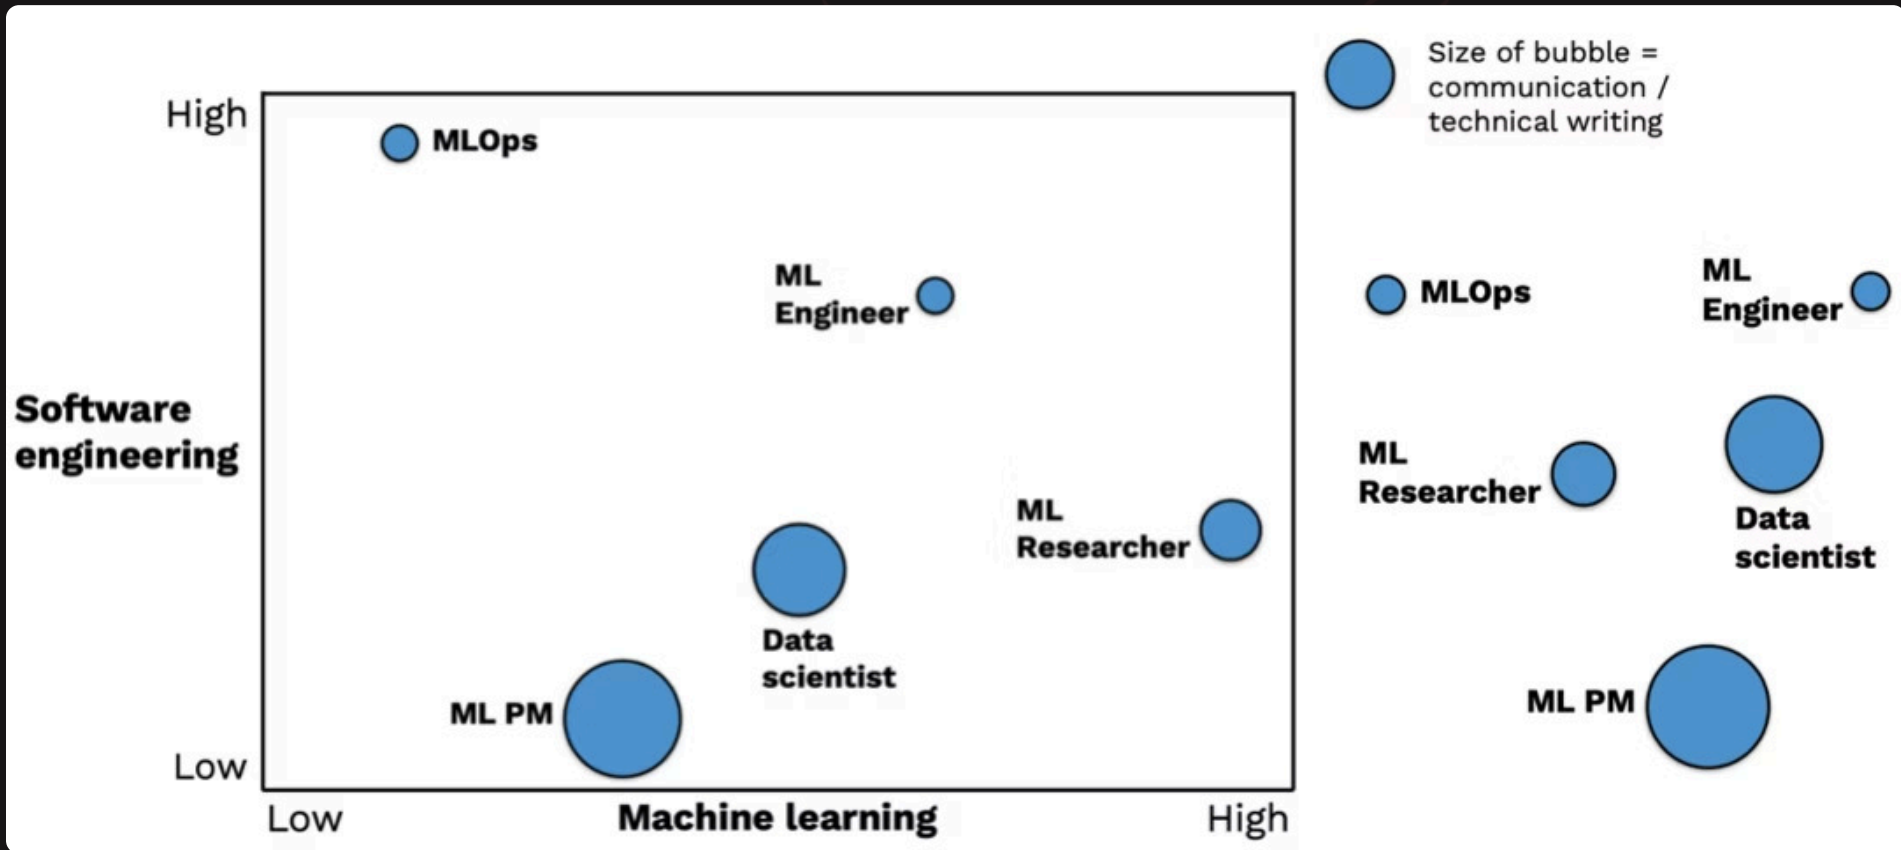 Size of bubble =
communication /
technical writing
High
MLOps
ML
Engineer
Software
engineering
ML
Researcher
Data
scientist
ML PM
Low
Low
Machine learning
High
MLOps
ML
Engineer
ML
Researcher
Data
scientist
ML PM